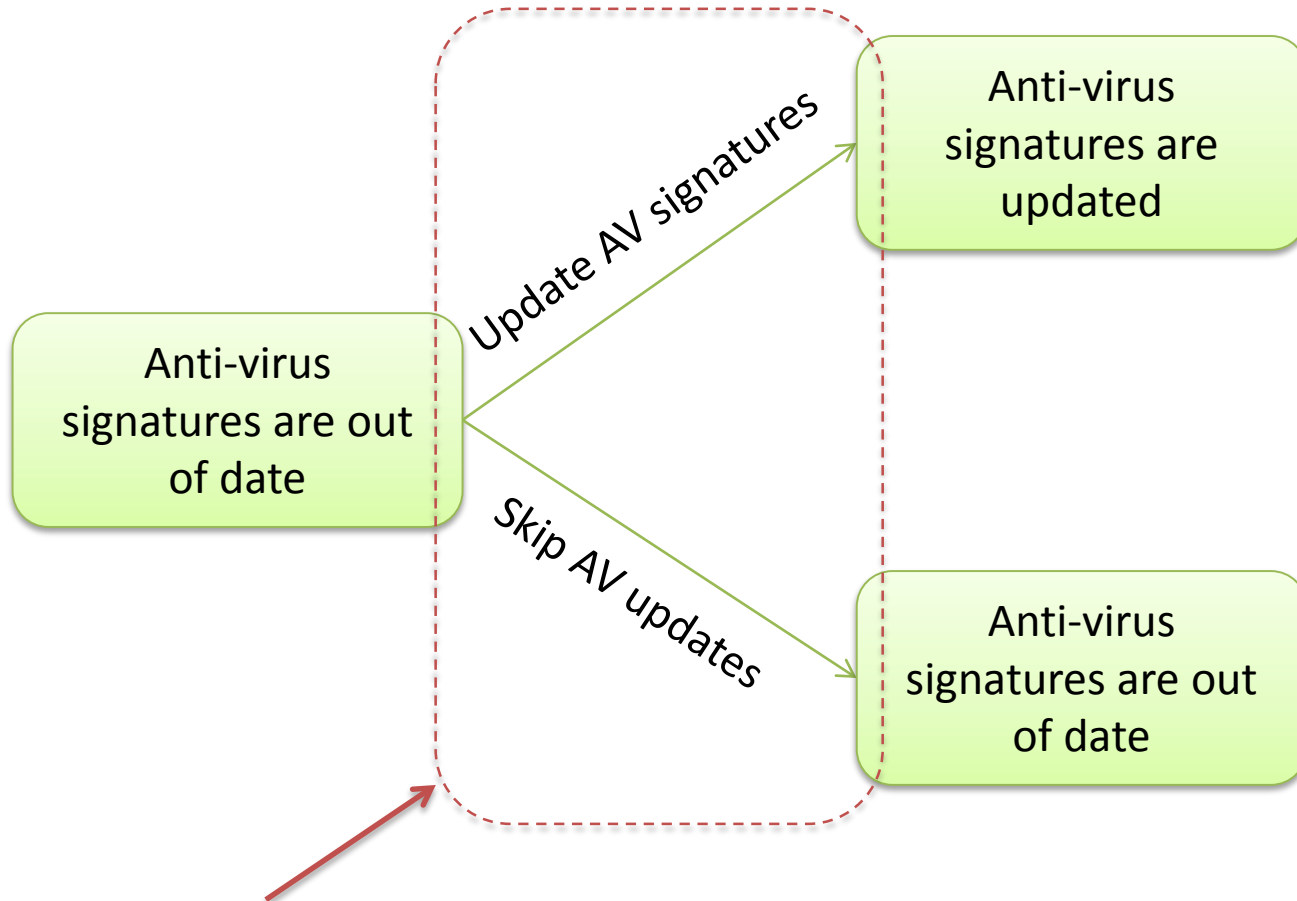 Anti-virus
signatures are
updated
Update AV signatures
Anti-virus
signatures are out
of date
Skip AV updates
Anti-virus
signatures are out
of date